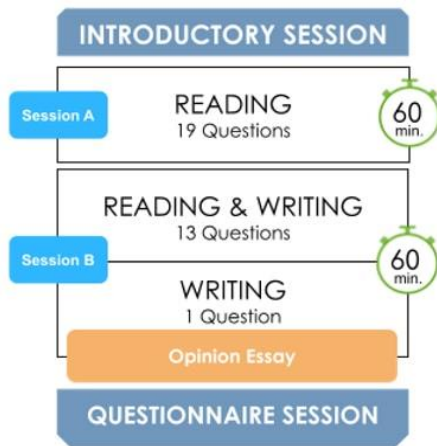 INTRODUCTORY SESSION
Session A
READING
19 Questions
60
min.
READING & WRITING
13 Questions
Session B
60
min.
WRITING
1 Question
Opinion Essay
QUESTIONNAIRE SESSION